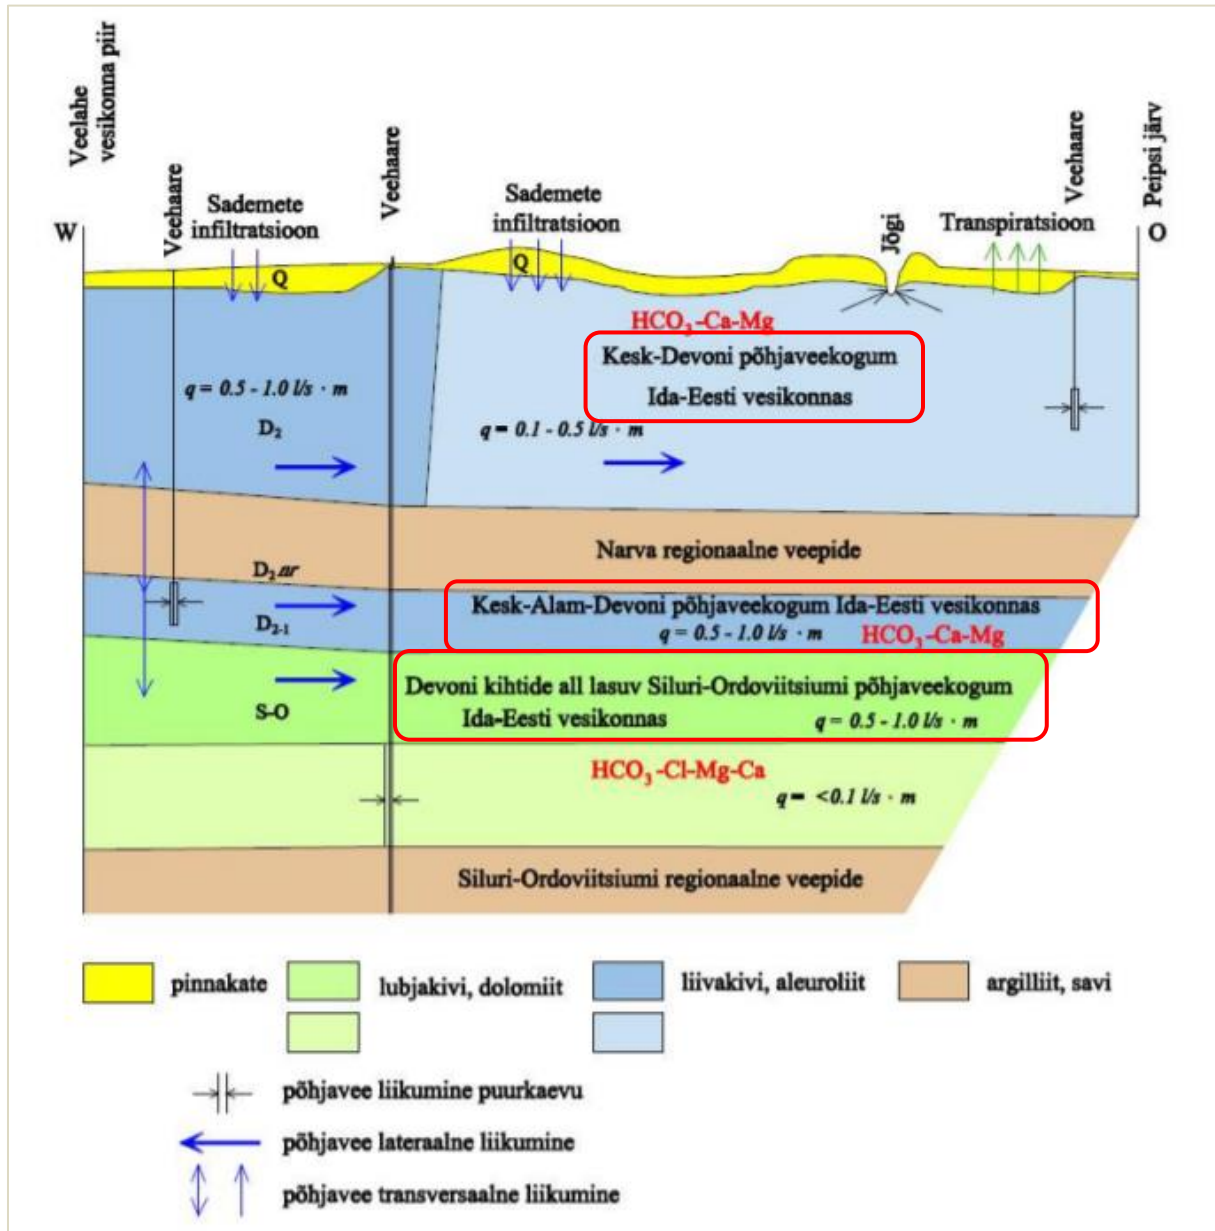 Veelahe
vesikonna piir
Veehaare
Sademete
infiltratsioon
Veehaare
Sademete
infiltratsioon
Jõgi
Transpiratsioon
Veehaare
Peipsi järv
W
O
Q
Q
HCO₃-Ca-Mg
Kesk-Devoni põhjaveekogum
Ida-Eesti vesikonnas
q = 0.5 - 1.0 l/s · m
D₂
q = 0.1 - 0.5 l/s · m
Narva regionaalne veepide
D₂nr
Kesk-Alam-Devoni põhjaveekogum Ida-Eesti vesikonnas
D₂₋₁
q = 0.5 - 1.0 l/s · m
HCO₃-Ca-Mg
Devoni kihtide all lasuv Siluri-Ordoviitsiumi põhjaveekogum
Ida-Eesti vesikonnas
q = 0.5 - 1.0 l/s · m
S-O
HCO₃-Cl-Mg-Ca
q = <0.1 l/s · m
Siluri-Ordoviitsiumi regionaalne veepide
pinnakate
lubjakivi, dolomiit
liivakivi, aleuroliit
argilliit, savi
põhjavee liikumine puurkaevu
põhjavee lateraalne liikumine
põhjavee transversaalne liikumine